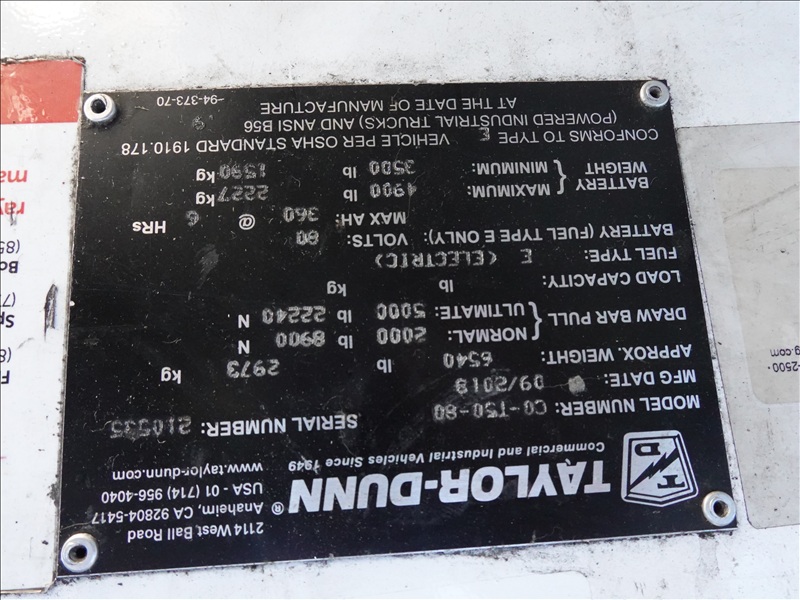 TAYLOR-DUNN®
Commercial and Industrial Vehicles Since 1949
2114 West Ball Road
Anaheim, CA 92804-5417
USA - 01 (714) 956-4040
www.taylor-dunn.com
MODEL NUMBER: CO-T50-80 SERIAL NUMBER: 210535
MFG DATE: 09/2018
APPROX. WEIGHT: 6540 lb 2973 kg
DRAW BAR PULL { NORMAL: 2000 lb 8900 N
ULTIMATE: 5000 lb 22240 N
LOAD CAPACITY: lb kg
FUEL TYPE: E (ELECTRIC)
BATTERY (FUEL TYPE E ONLY): VOLTS: 80
MAX AH: 360 @ 6 HRs
BATTERY WEIGHT { MAXIMUM: 4900 lb 2227 kg
MINIMUM: 3500 lb 1590 kg
CONFORMS TO TYPE E VEHICLE PER OSHA STANDARD 1910.178
(POWERED INDUSTRIAL TRUCKS) AND ANSI B56
AT THE DATE OF MANUFACTURE
94-373-70
-2500
g.com